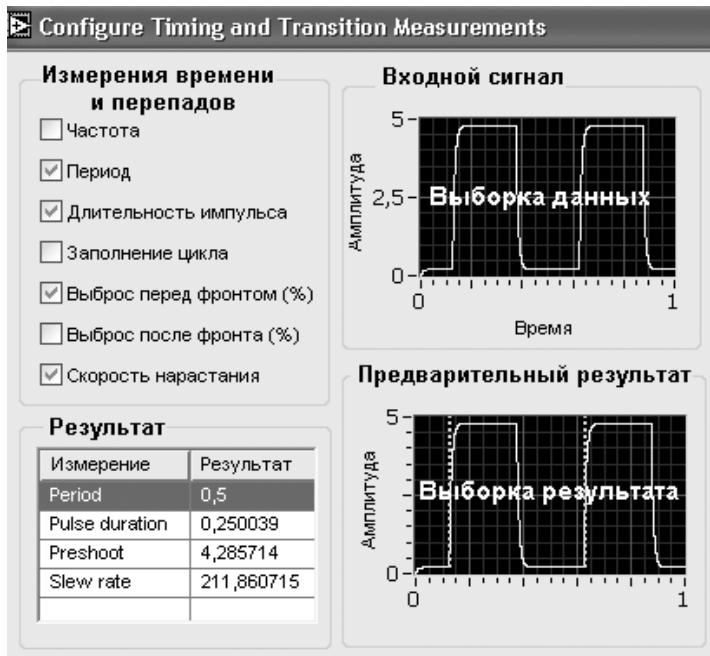 Configure Timing and Transition Measurements
Измерения времени
и перепадов
Частота
Период
Длительность импульса
Заполнение цикла
Выброс перед фронтом (%)
Выброс после фронта (%)
Скорость нарастания
Результат
Измерение Результат
Period 0,5
Pulse duration 0,250039
Preshoot 4,285714
Slew rate 211,860715
Входной сигнал
5
2,5
0
Амплитуда
Выборка данных
0 1
Время
Предварительный результат
5
0
Амплитуда
Выборка результата
0 1